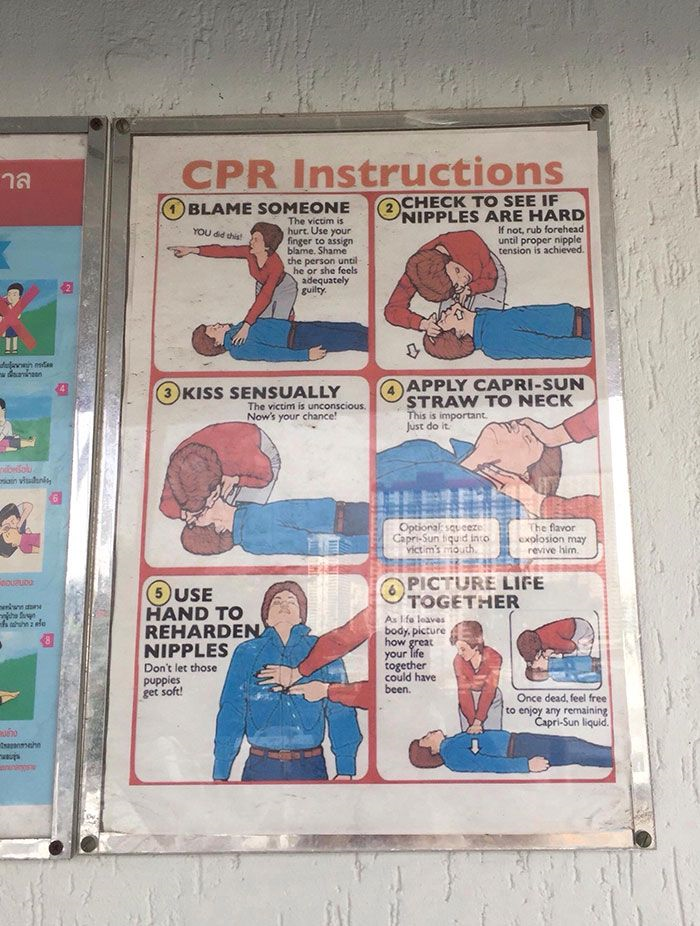 าล
2
4
6
8
CPR Instructions
1 BLAME SOMEONE
YOU did this!
The victim is
hurt. Use your
finger to assign
blame. Shame
the person until
he or she feels
adequately
guilty.
2 CHECK TO SEE IF
NIPPLES ARE HARD
If not, rub forehead
until proper nipple
tension is achieved.
3 KISS SENSUALLY
The victim is unconscious.
Now's your chance!
4 APPLY CAPRI-SUN
STRAW TO NECK
This is important.
Just do it.
Optional: squeeze
Capri-Sun liquid into
victim's mouth.
The flavor
explosion may
revive him.
5 USE
HAND TO
REHARDEN
NIPPLES
Don't let those
puppies
get soft!
6 PICTURE LIFE
TOGETHER
As life leaves
body, picture
how great
your life
together
could have
been.
Once dead, feel free
to enjoy any remaining
Capri-Sun liquid.